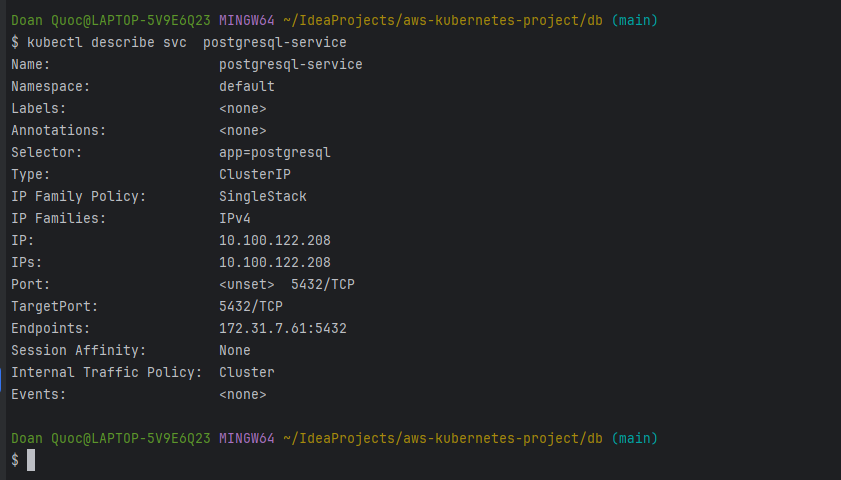 Doan Quoc@LAPTOP-5V9E6Q23 MINGW64 ~/IdeaProjects/aws-kubernetes-project/db (main)
$ kubectl describe svc  postgresql-service
Name:                     postgresql-service
Namespace:                default
Labels:                   <none>
Annotations:              <none>
Selector:                 app=postgresql
Type:                     ClusterIP
IP Family Policy:         SingleStack
IP Families:              IPv4
IP:                       10.100.122.208
IPs:                      10.100.122.208
Port:                     <unset>  5432/TCP
TargetPort:               5432/TCP
Endpoints:                172.31.7.61:5432
Session Affinity:         None
Internal Traffic Policy:  Cluster
Events:                   <none>

Doan Quoc@LAPTOP-5V9E6Q23 MINGW64 ~/IdeaProjects/aws-kubernetes-project/db (main)
$